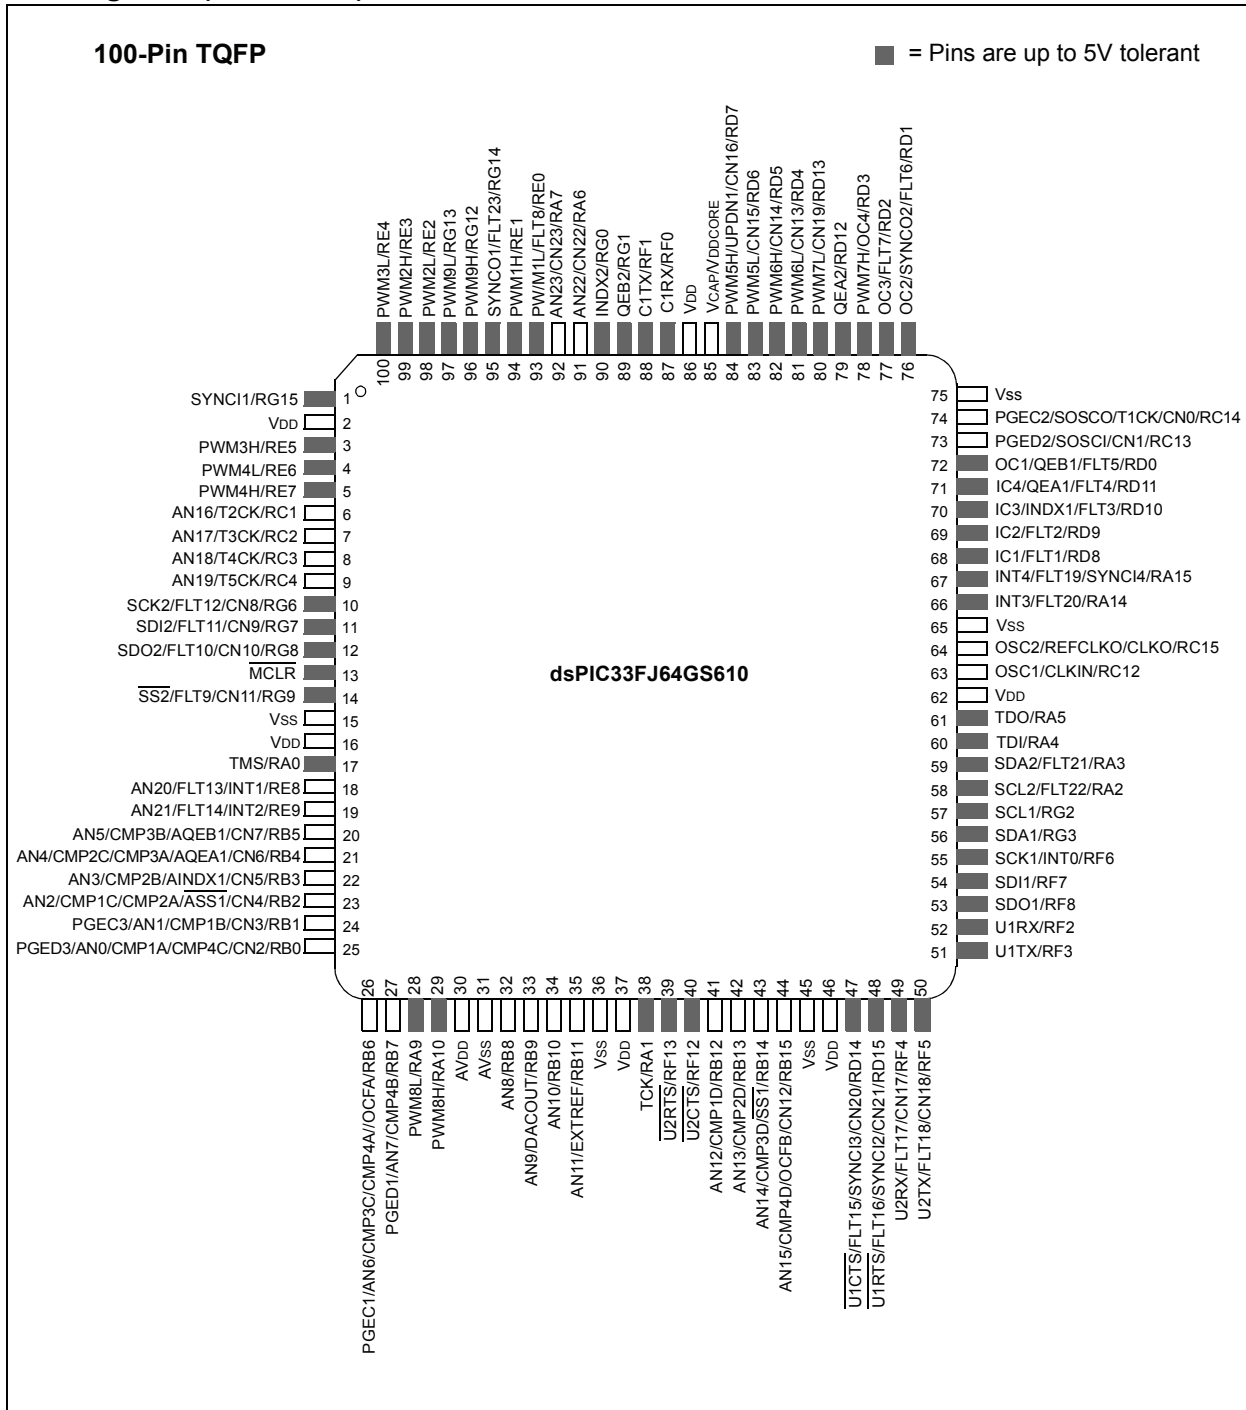 100-Pin TQFP
= Pins are up to 5V tolerant
PWM3L/RE4
PWM2H/RE3
PWM2L/RE2
PWM9L/RG13
PWM9H/RG12
SYNCO1/FLT23/RG14
PWM1H/RE1
PW/M1L/FLT8/RE0
AN23/CN23/RA7
AN22/CN22/RA6
INDX2/RG0
QEB2/RG1
C1TX/RF1
C1RX/RF0
VDD
VCAP/VDDCORE
PWM5H/UPDN1/CN16/RD7
PWM5L/CN15/RD6
PWM6H/CN14/RD5
PWM6L/CN13/RD4
PWM7L/CN19/RD13
QEA2/RD12
PWM7H/OC4/RD3
OC3/FLT7/RD2
OC2/SYNCO2/FLT6/RD1
100 99 98 97 96 95 94 93 92 91 90 89 88 87 86 85 84 83 82 81 80 79 78 77 76
SYNCI1/RG15 1
VDD 2
PWM3H/RE5 3
PWM4L/RE6 4
PWM4H/RE7 5
AN16/T2CK/RC1 6
AN17/T3CK/RC2 7
AN18/T4CK/RC3 8
AN19/T5CK/RC4 9
SCK2/FLT12/CN8/RG6 10
SDI2/FLT11/CN9/RG7 11
SDO2/FLT10/CN10/RG8 12
MCLR 13
SS2/FLT9/CN11/RG9 14
VSS 15
VDD 16
TMS/RA0 17
AN20/FLT13/INT1/RE8 18
AN21/FLT14/INT2/RE9 19
AN5/CMP3B/AQEB1/CN7/RB5 20
AN4/CMP2C/CMP3A/AQEA1/CN6/RB4 21
AN3/CMP2B/AINDX1/CN5/RB3 22
AN2/CMP1C/CMP2A/ASS1/CN4/RB2 23
PGEC3/AN1/CMP1B/CN3/RB1 24
PGED3/AN0/CMP1A/CMP4C/CN2/RB0 25
dsPIC33FJ64GS610
75 Vss
74 PGEC2/SOSCO/T1CK/CN0/RC14
73 PGED2/SOSCI/CN1/RC13
72 OC1/QEB1/FLT5/RD0
71 IC4/QEA1/FLT4/RD11
70 IC3/INDX1/FLT3/RD10
69 IC2/FLT2/RD9
68 IC1/FLT1/RD8
67 INT4/FLT19/SYNCI4/RA15
66 INT3/FLT20/RA14
65 Vss
64 OSC2/REFCLKO/CLKO/RC15
63 OSC1/CLKIN/RC12
62 VDD
61 TDO/RA5
60 TDI/RA4
59 SDA2/FLT21/RA3
58 SCL2/FLT22/RA2
57 SCL1/RG2
56 SDA1/RG3
55 SCK1/INT0/RF6
54 SDI1/RF7
53 SDO1/RF8
52 U1RX/RF2
51 U1TX/RF3
26 27 28 29 30 31 32 33 34 35 36 37 38 39 40 41 42 43 44 45 46 47 48 49 50
PGEC1/AN6/CMP3C/CMP4A//OCFA/RB6
PGED1/AN7/CMP4B/RB7
PWM8L/RA9
PWM8H/RA10
AVDD
AVSS
AN8/RB8
AN9/DACOUT/RB9
AN10/RB10
AN11/EXTREF/RB11
VSS
VDD
TCK/RA1
U2RTS/RF13
U2CTS/RF12
AN12/CMP1D/RB12
AN13/CMP2D/RB13
AN14/CMP3D/SS1/RB14
AN15/CMP4D/OCFB/CN12/RB15
VSS
VDD
U1CTS/FLT15/SYNCI3/CN20/RD14
U1RTS/FLT16/SYNCI2/CN21/RD15
U2RX/FLT17/CN17/RF4
U2TX/FLT18/CN18/RF5